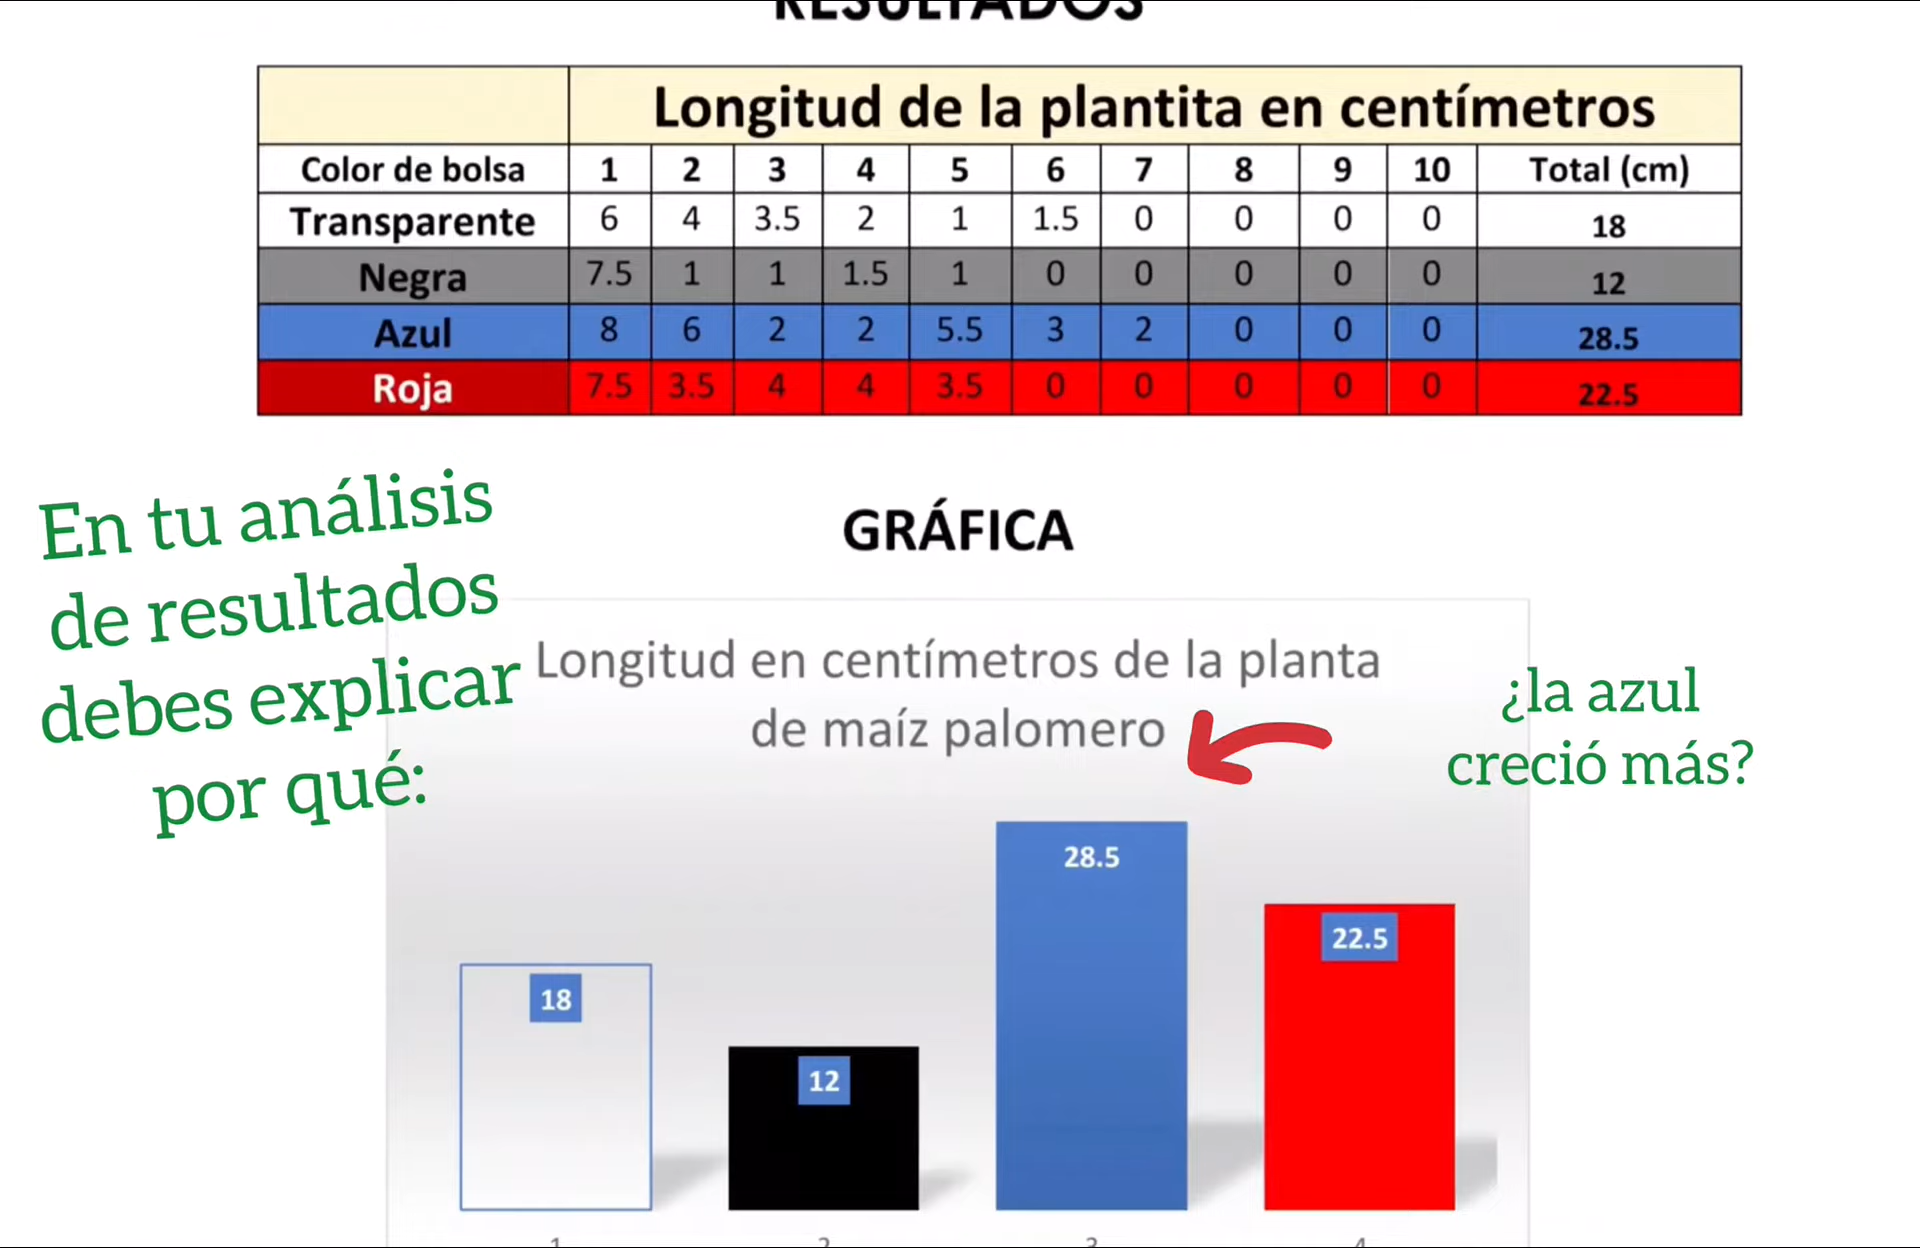 RESULTADOS
Longitud de la plantita en centímetros
Color de bolsa 1 2 3 4 5 6 7 8 9 10 Total (cm)
Transparente 6 4 3.5 2 1 1.5 0 0 0 0 18
Negra 7.5 1 1 1.5 1 0 0 0 0 0 12
Azul 8 6 2 2 5.5 3 2 0 0 0 28.5
Roja 7.5 3.5 4 4 3.5 0 0 0 0 0 22.5
En tu análisis
de resultados
debes explicar
por qué:
GRÁFICA
Longitud en centímetros de la planta
de maíz palomero
¿la azul
creció más?
18
12
28.5
22.5
1 2 3 4